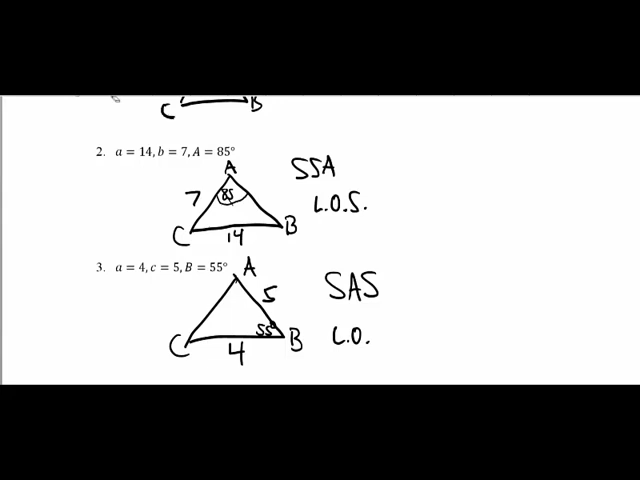 C B
2. a = 14, b = 7, A = 85°
A
SSA
7 85
L.O.S.
C 14 B
3. a = 4, c = 5, B = 55°
A
5
SAS
55°
C B
L.O.
4